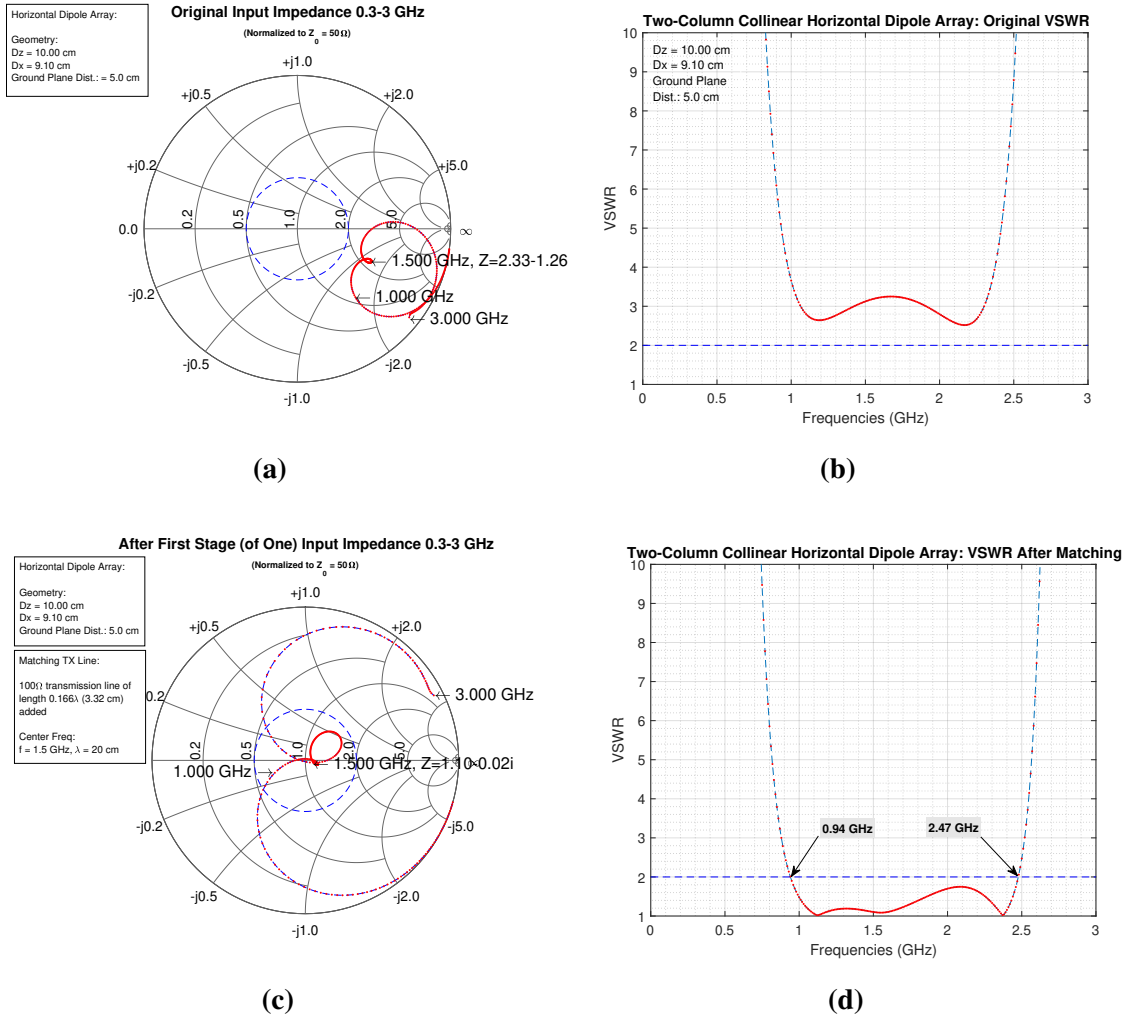 Original Input Impedance 0.3-3 GHz
(Normalized to Z0 = 50Ω)
Horizontal Dipole Array:
Geometry:
Dz = 10.00 cm
Dx = 9.10 cm
Ground Plane Dist.: = 5.0 cm
+j1.0
+j0.5
+j2.0
+j0.2
+j5.0
0.0
0.2
0.5
1.0
2.0
5.0
∞
← 1.500 GHz, Z=2.33-1.26
← 1.000 GHz
← 3.000 GHz
-j0.2
-j0.5
-j2.0
-j1.0
(a)
Two-Column Collinear Horizontal Dipole Array: Original VSWR
Dz = 10.00 cm
Dx = 9.10 cm
Ground Plane
Dist.: 5.0 cm
VSWR
10
9
8
7
6
5
4
3
2
1
0
0.5
1
1.5
2
2.5
3
Frequencies (GHz)
(b)
After First Stage (of One) Input Impedance 0.3-3 GHz
(Normalized to Z0 = 50Ω)
Horizontal Dipole Array:
Geometry:
Dz = 10.00 cm
Dx = 9.10 cm
Ground Plane Dist.: 5.0 cm
Matching TX Line:
100Ω transmission line of
length 0.166λ (3.32 cm)
added
Center Freq:
f = 1.5 GHz, λ = 20 cm
+j1.0
+j0.5
+j2.0
0.2
← 3.000 GHz
0.2
0.5
1.0
2.0
5.0
∞
1.000 GHz →
← 1.500 GHz, Z=1.10-0.02i
-j0.2
-j5.0
-j0.5
-j2.0
-j1.0
(c)
Two-Column Collinear Horizontal Dipole Array: VSWR After Matching
VSWR
10
9
8
7
6
5
4
3
2
1
0.94 GHz
2.47 GHz
0
0.5
1
1.5
2
2.5
3
Frequencies (GHz)
(d)